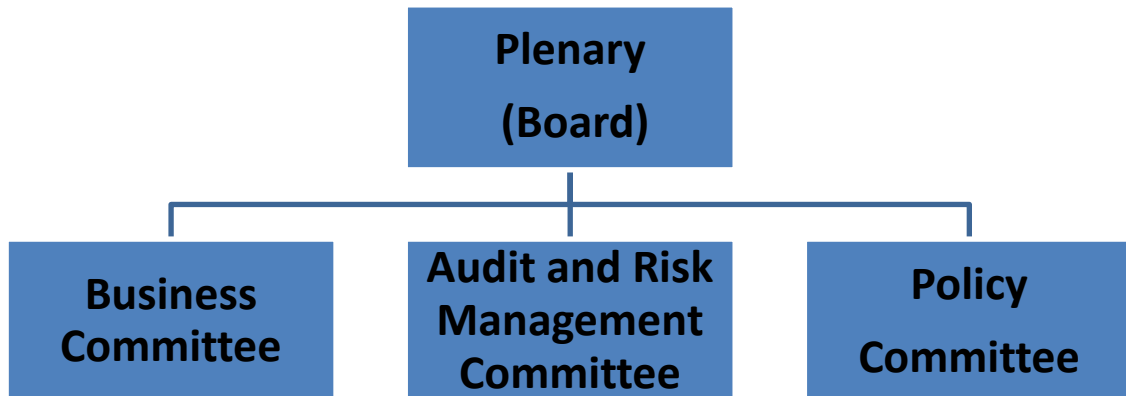 Plenary
(Board)
Business
Committee
Audit and Risk
Management
Committee
Policy
Committee